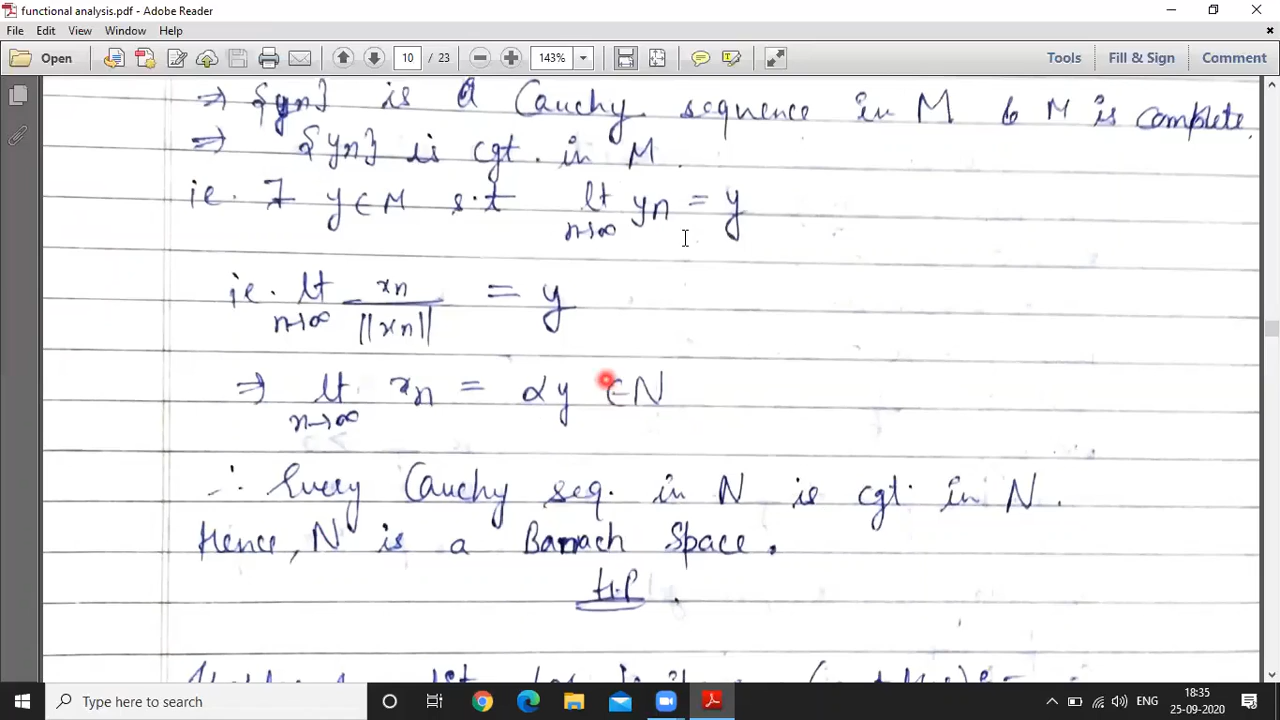 functional analysis.pdf - Adobe Reader
File Edit View Window Help
Open 10 / 23 143% Tools Fill & Sign Comment
⇒ {yn} is a Cauchy sequence in M & M is complete.
⇒ {yn} is cgt. in M.
ie. ∃ y∈M s.t lt n→∞ yn = y
ie. lt n→∞ xn / ||xn|| = y
⇒ lt n→∞ xn = αy ∈N
∴ Every Cauchy seq. in N is cgt. in N.
Hence, N is a Banach Space.
H.P
Type here to search
ENG 18:35
25-09-2020